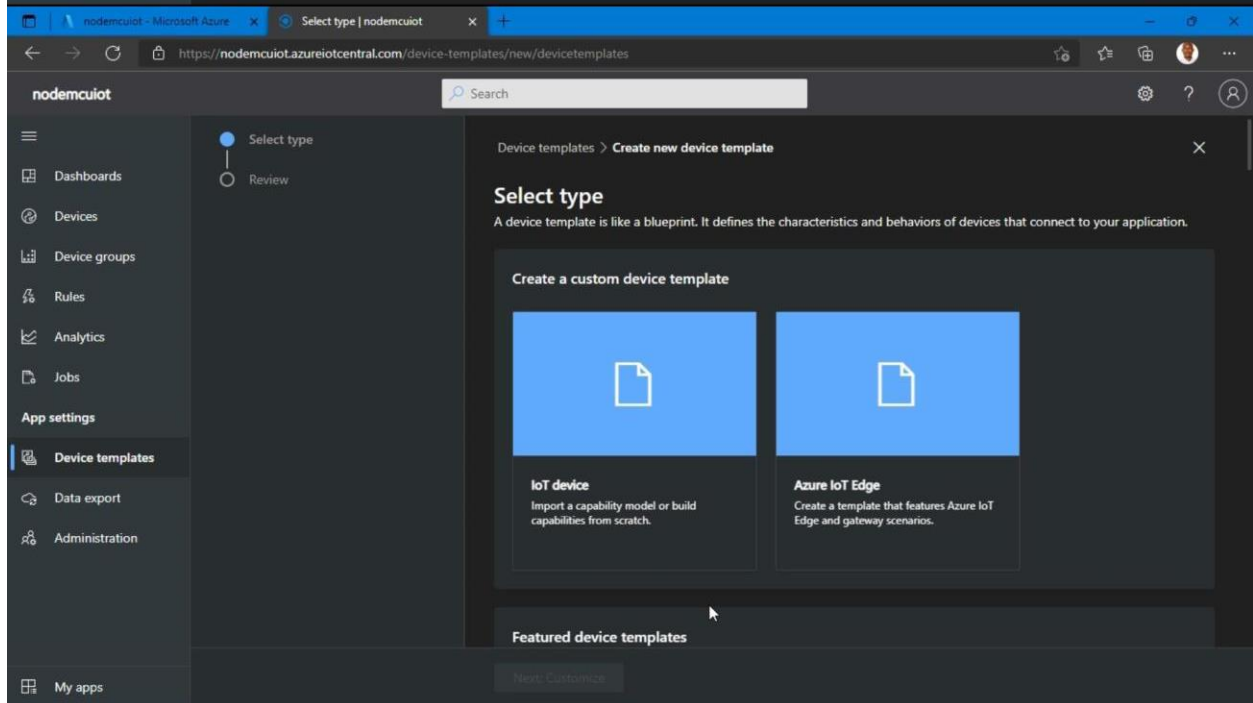 nodemcuiot - Microsoft Azure
Select type | nodemcuiot
https://nodemcuiot.azureiotcentral.com/device-templates/new/devicetemplates
nodemcuiot
Search
?
Dashboards
Devices
Device groups
Rules
Analytics
Jobs
App settings
Device templates
Data export
Administration
My apps
Select type
Review
Device templates > Create new device template
Select type
A device template is like a blueprint. It defines the characteristics and behaviors of devices that connect to your application.
Create a custom device template
IoT device
Import a capability model or build
capabilities from scratch.
Azure IoT Edge
Create a template that features Azure IoT
Edge and gateway scenarios.
Featured device templates
Next: Customize